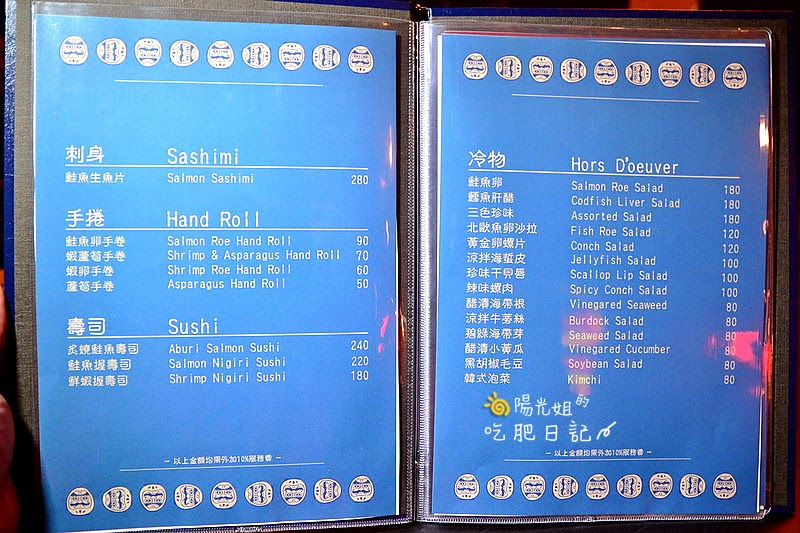 刺身 Sashimi
鮭魚生魚片 Salmon Sashimi 280
手捲 Hand Roll
鮭魚卵手卷 Salmon Roe Hand Roll 90
蝦蘆筍手卷 Shrimp & Asparagus Hand Roll 70
蝦卵手卷 Shrimp Roe Hand Roll 60
蘆筍手卷 Asparagus Hand Roll 50
壽司 Sushi
炙燒鮭魚壽司 Aburi Salmon Sushi 240
鮭魚握壽司 Salmon Nigiri Sushi 220
鮮蝦握壽司 Shrimp Nigiri Sushi 180
－以上金額均需外加10%服務費－
冷物 Hors D'oeuver
鮭魚卵 Salmon Roe Salad 180
鱈魚肝醋 Codfish Liver Salad 180
三色珍味 Assorted Salad 180
北歐魚卵沙拉 Fish Roe Salad 120
黃金卵螺片 Conch Salad 120
涼拌海蜇皮 Jellyfish Salad 100
珍味干貝唇 Scallop Lip Salad 100
辣味螺肉 Spicy Conch Salad 100
醋漬海帶根 Vinegared Seaweed 80
涼拌牛蒡絲 Burdock Salad 80
碧綠海帶芽 Seaweed Salad 80
醋漬小黃瓜 Vinegared Cucumber 80
黑胡椒毛豆 Soybean Salad 80
韓式泡菜 Kimchi 80
陽光姐的
吃肥日記
－以上金額均需外加10%服務費－